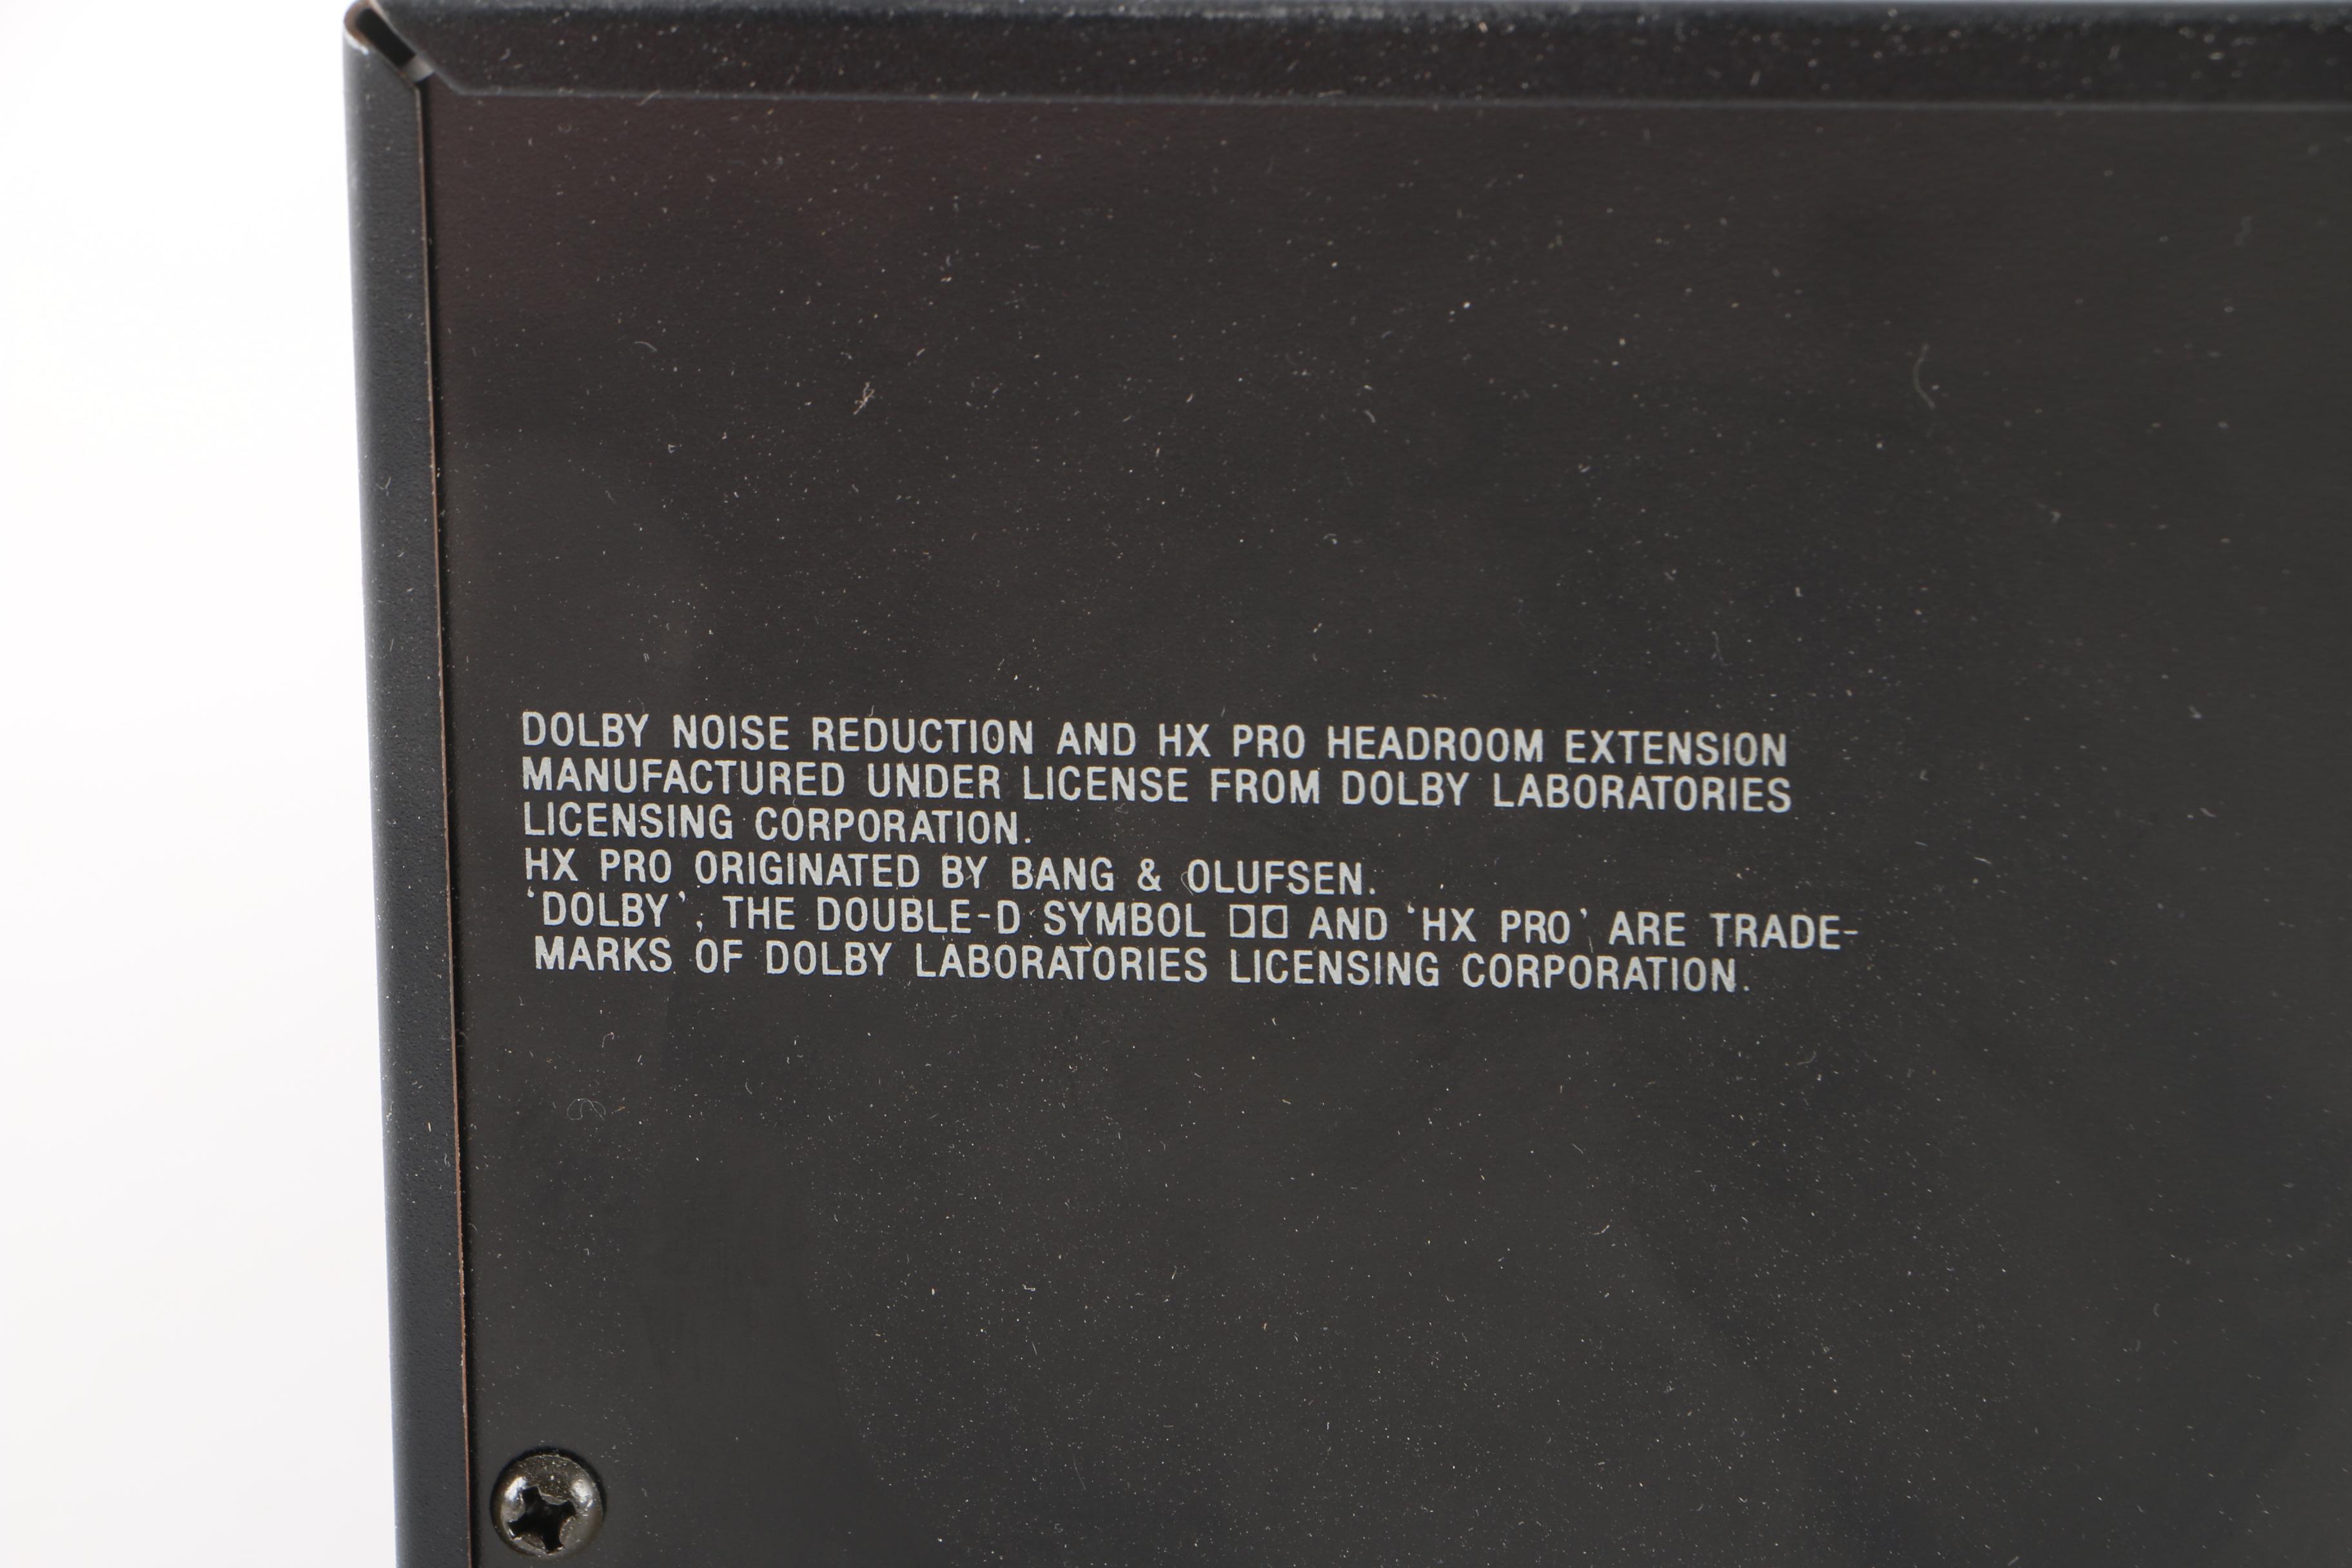 DOLBY NOISE REDUCTION AND HX PRO HEADROOM EXTENSION
MANUFACTURED UNDER LICENSE FROM DOLBY LABORATORIES
LICENSING CORPORATION.
HX PRO ORIGINATED BY BANG & OLUFSEN.
‘DOLBY’, THE DOUBLE-D SYMBOL AND ‘HX PRO’ ARE TRADE-
MARKS OF DOLBY LABORATORIES LICENSING CORPORATION.